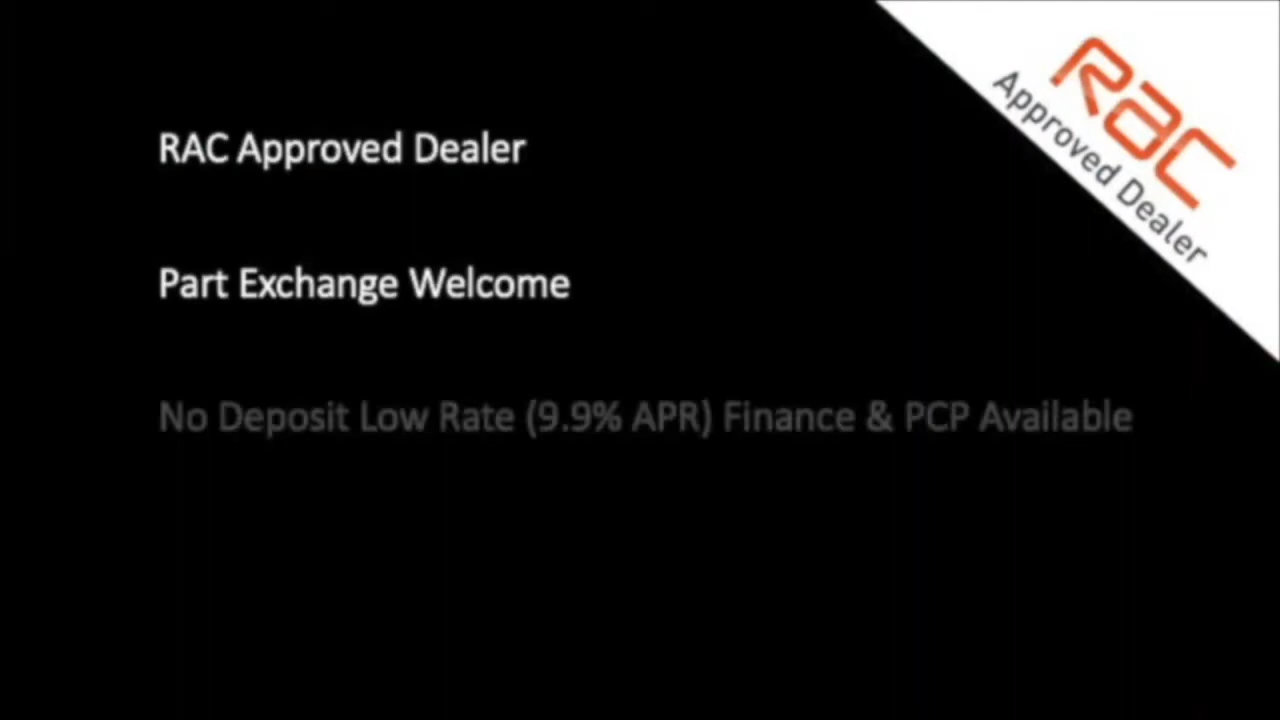 RAC Approved Dealer
Part Exchange Welcome
No Deposit Low Rate (9.9% APR) Finance & PCP Available
RAC
Approved Dealer